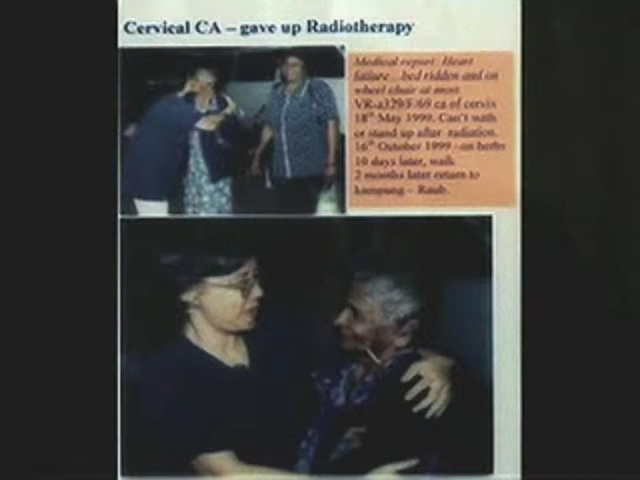 Cervical CA – gave up Radiotherapy
Medical report: Heart
failure...bed ridden and on
wheel chair at most.
VR-a329/F/69 ca of cervix
18th May 1999. Can't walk
or stand up after radiation.
16th October 1999 –on herbs
10 days later, walk
2 months later return to
kampung – Raub.